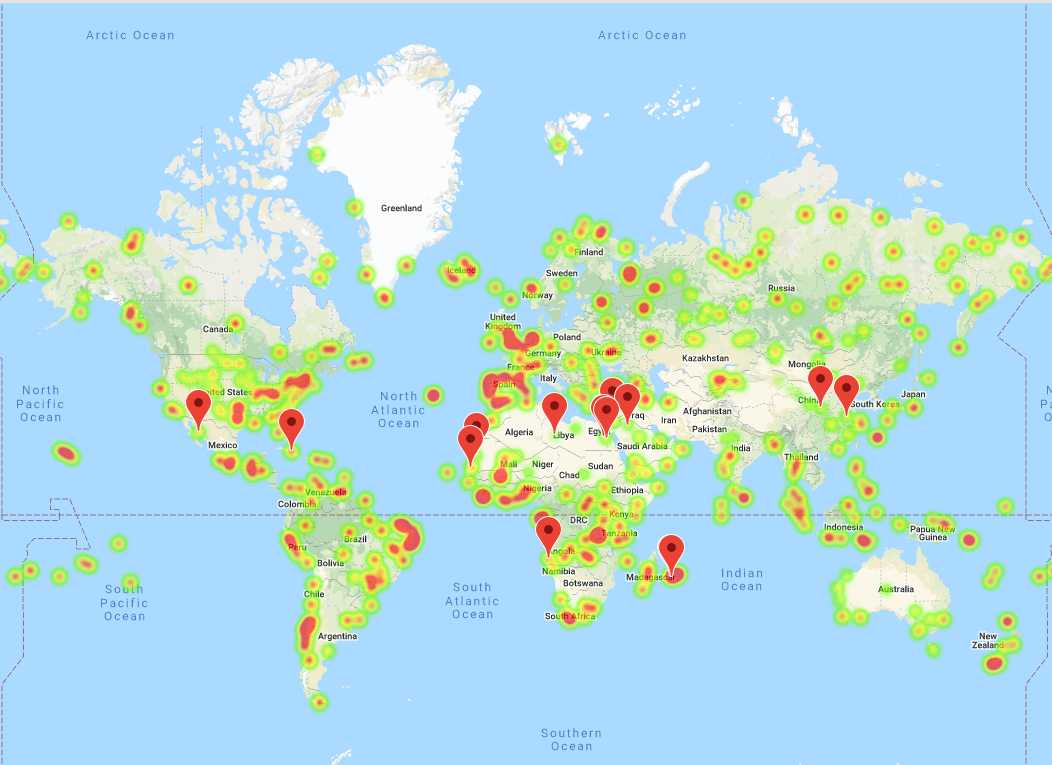 Arctic Ocean
Arctic Ocean
Greenland
Iceland
Finland
Sweden
Norway
Russia
Canada
United
Kingdom
Poland
Germany
Ukraine
France
Kazakhstan
Mongolia
North
Pacific
Ocean
United States
Spain
Italy
North
Atlantic
Ocean
China
South Korea
Japan
Afghanistan
Iran
Iraq
Pakistan
Algeria
Libya
Egypt
Saudi Arabia
India
Mexico
Mali
Niger
Chad
Sudan
Thailand
Venezuela
Colombia
Nigeria
Ethiopia
DRC
Kenya
Tanzania
Indonesia
Papua New
Guinea
Peru
Brazil
Bolivia
Angola
Namibia
Botswana
Madagascar
Indian
Ocean
Australia
South
Pacific
Ocean
Chile
South
Atlantic
Ocean
South Africa
Argentina
New
Zealand
Southern
Ocean